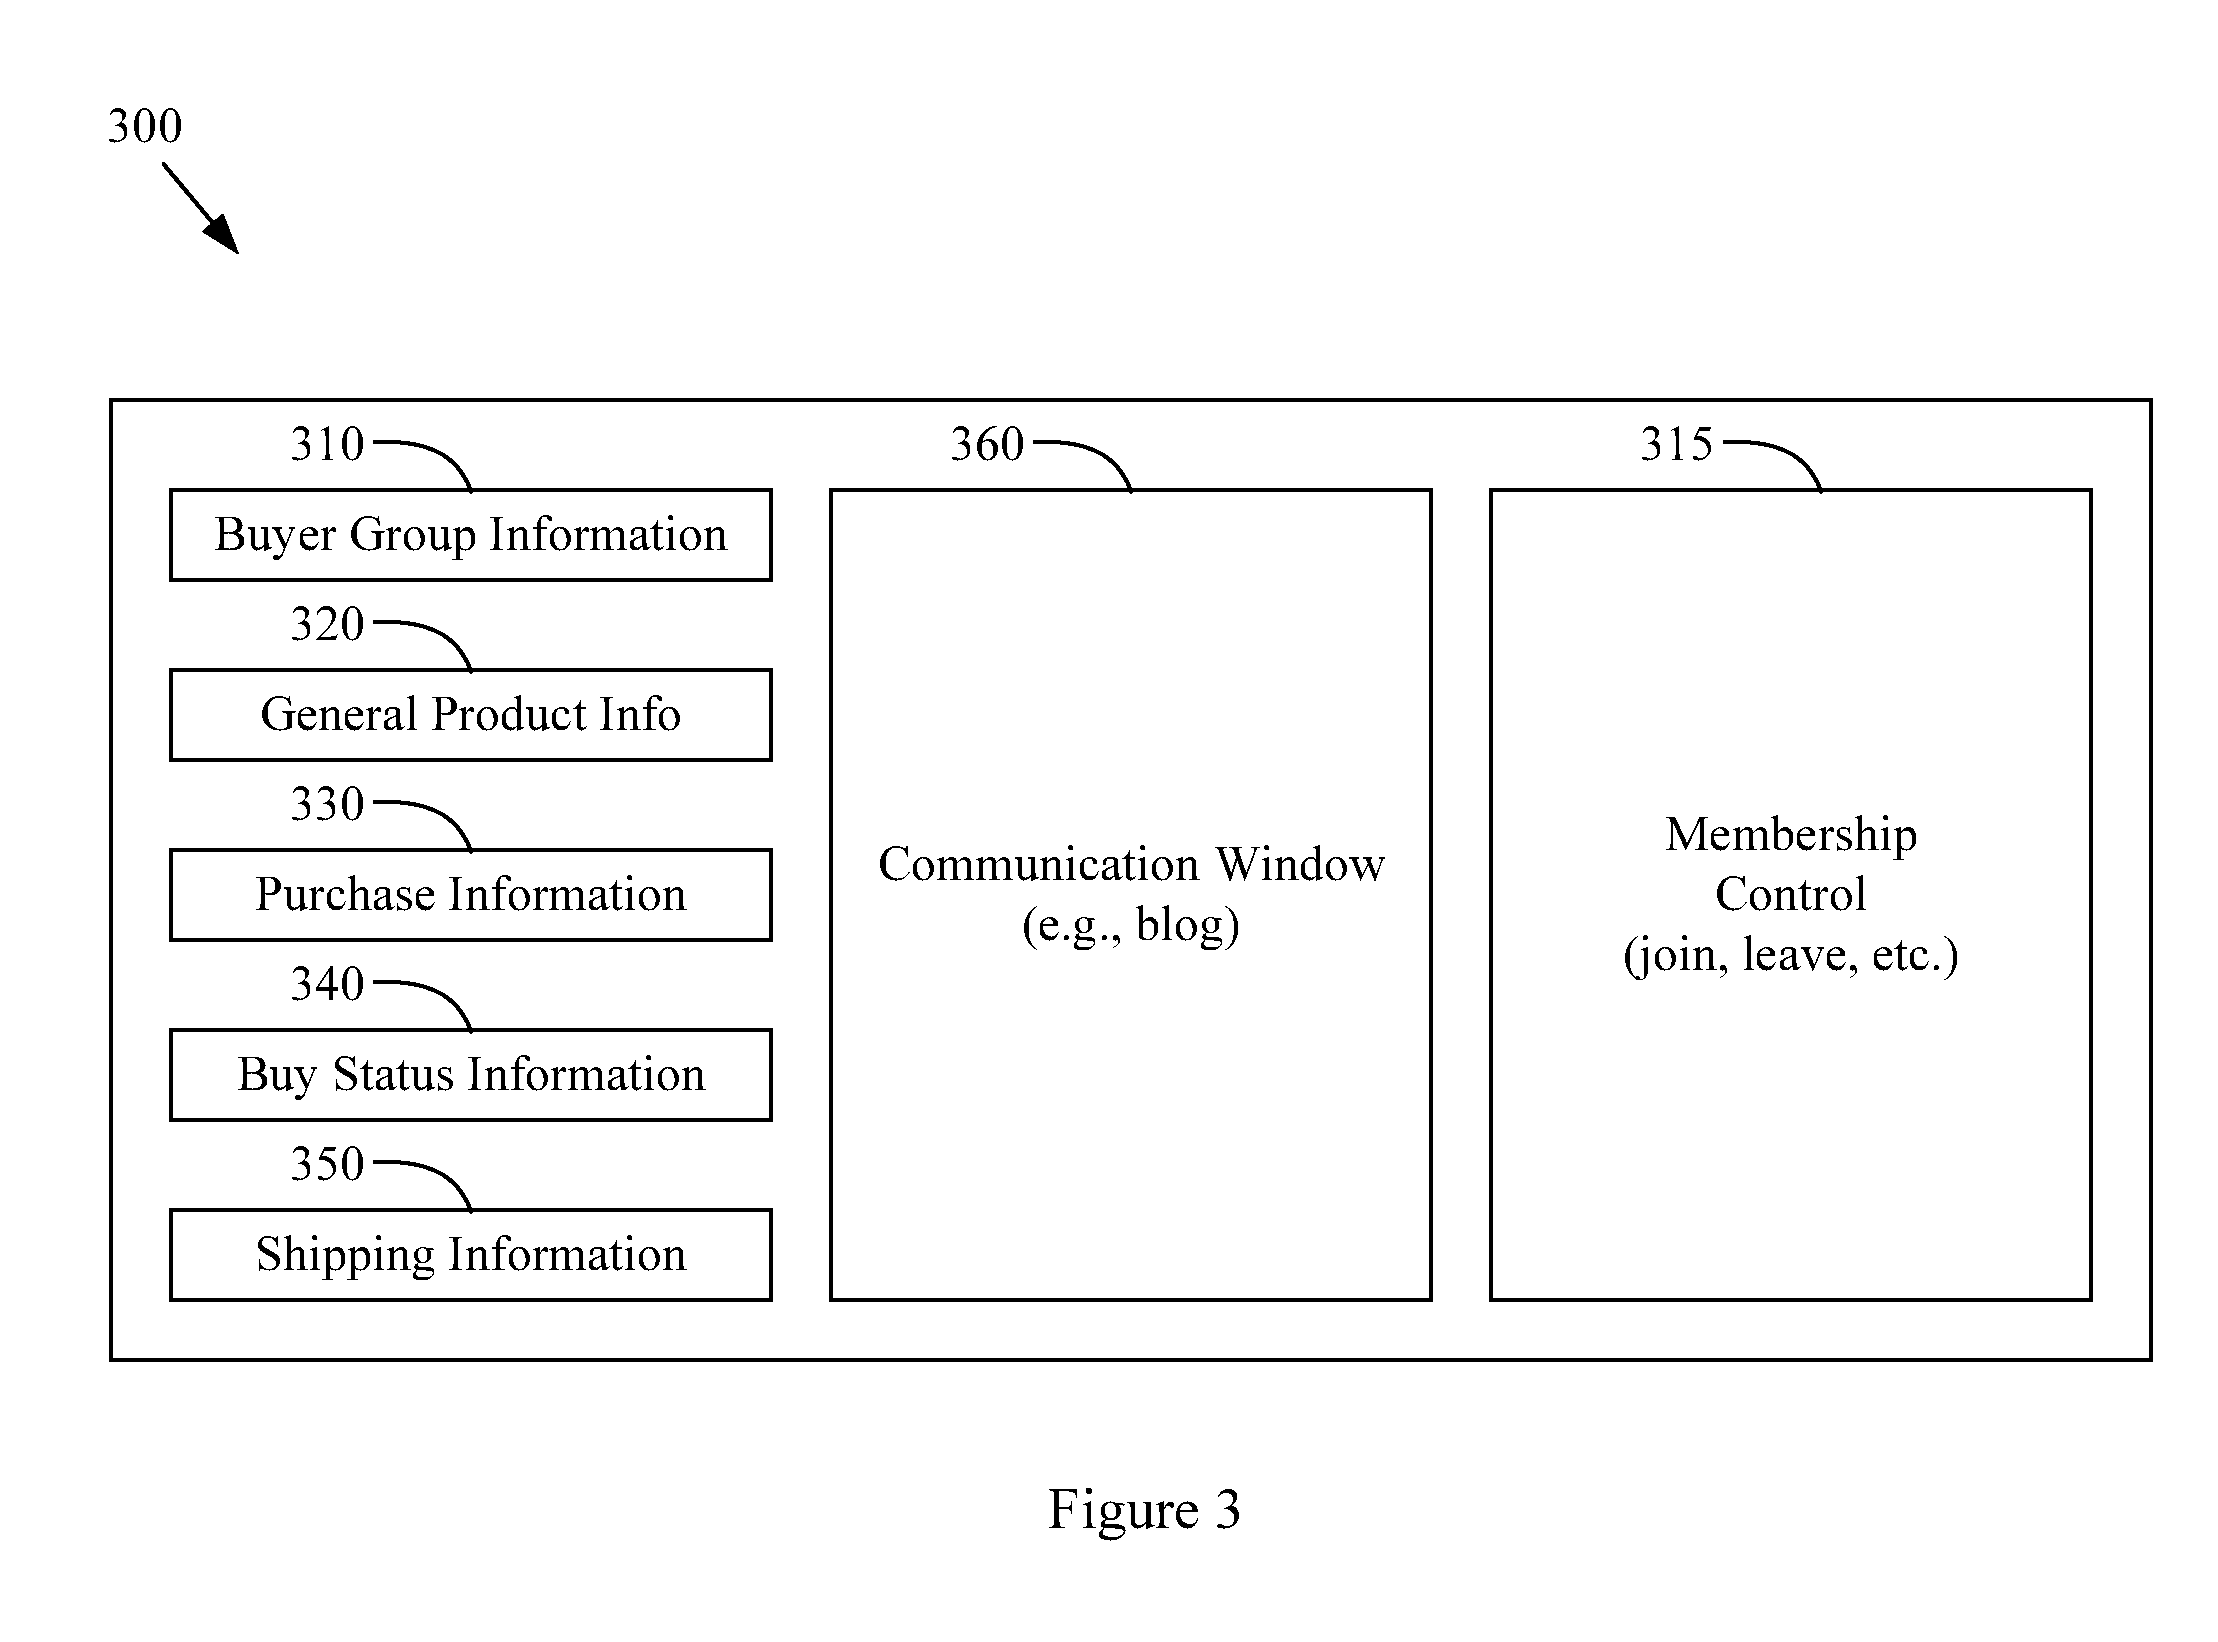 300
310
Buyer Group Information
320
General Product Info
330
Purchase Information
340
Buy Status Information
350
Shipping Information
360
Communication Window
(e.g., blog)
315
Membership
Control
(join, leave, etc.)
Figure 3